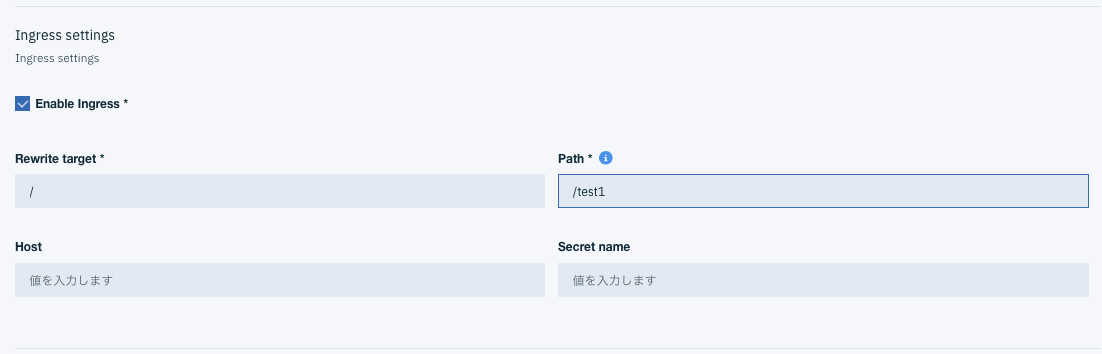 Ingress settings
Ingress settings
Enable Ingress *
Rewrite target *
Path *
/
/test1
Host
Secret name
値を入力します
値を入力します